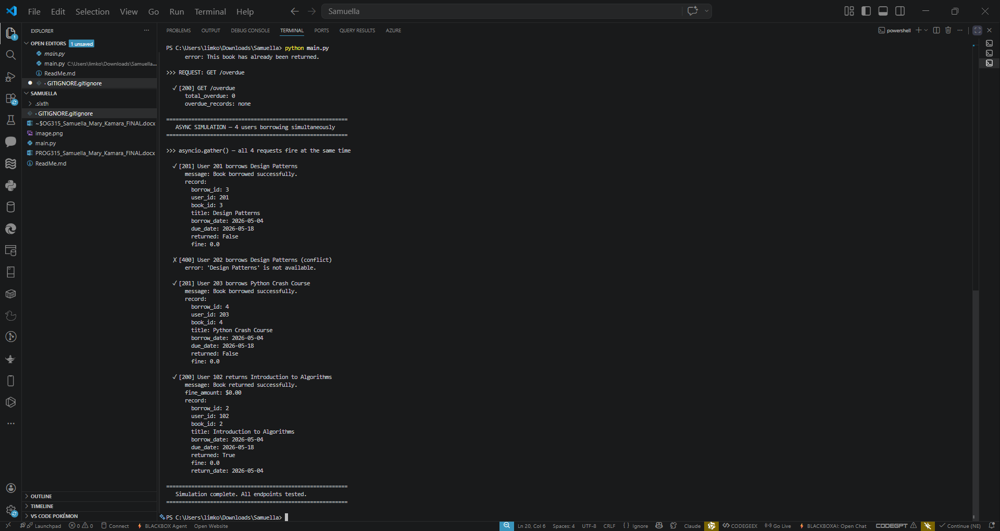 File Edit Selection View Go Run Terminal Help
Samuella
EXPLORER
OPEN EDITORS 1 unsaved
main.py
main.py C:\Users\limko\Downloads\Samuella...
ReadMe.md
· GITIGNORE.gitignore
SAMUELLA
.sixth
· GITIGNORE.gitignore
~$OG315_Samuella_Mary_Kamara_FINAL.docx
image.png
main.py
PROG315_Samuella_Mary_Kamara_FINAL.docx
ReadMe.md
OUTLINE
TIMELINE
VS CODE POKÉMON
PROBLEMS OUTPUT DEBUG CONSOLE TERMINAL PORTS QUERY RESULTS AZURE
powershell
PS C:\Users\limko\Downloads\Samuella> python main.py
error: This book has already been returned.
>>> REQUEST: GET /overdue
✓ [200] GET /overdue
total_overdue: 0
overdue_records: none
==========================================================
ASYNC SIMULATION — 4 users borrowing simultaneously
==========================================================
>>> asyncio.gather() — all 4 requests fire at the same time
✓ [201] User 201 borrows Design Patterns
message: Book borrowed successfully.
record:
borrow_id: 3
user_id: 201
book_id: 3
title: Design Patterns
borrow_date: 2026-05-04
due_date: 2026-05-18
returned: False
fine: 0.0
✗ [400] User 202 borrows Design Patterns (conflict)
error: 'Design Patterns' is not available.
✓ [201] User 203 borrows Python Crash Course
message: Book borrowed successfully.
record:
borrow_id: 4
user_id: 203
book_id: 4
title: Python Crash Course
borrow_date: 2026-05-04
due_date: 2026-05-18
returned: False
fine: 0.0
✓ [200] User 102 returns Introduction to Algorithms
message: Book returned successfully.
fine_amount: $0.00
record:
borrow_id: 2
user_id: 102
book_id: 2
title: Introduction to Algorithms
borrow_date: 2026-05-04
due_date: 2026-05-18
returned: True
fine: 0.0
return_date: 2026-05-04
==========================================================
Simulation complete. All endpoints tested.
==========================================================
PS C:\Users\limko\Downloads\Samuella>
Launchpad 0 0 Connect BLACKBOX Agent Open Website Ln 20, Col 6 Spaces: 4 UTF-8 CRLF { } Ignore Claude CODEGEEX Go Live BLACKBOXAI: Open Chat CODEGPT Continue (NE)